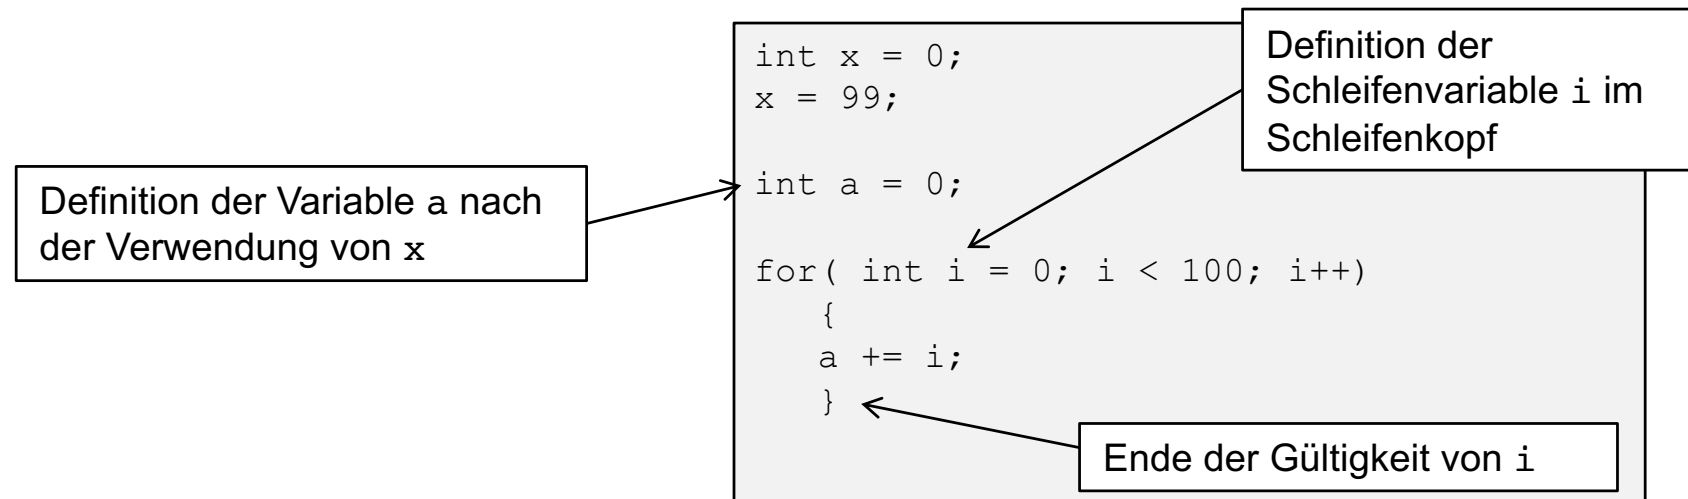 int x = 0;
x = 99;
int a = 0;
for( int i = 0; i < 100; i++)
{
a += i;
}
Definition der
Schleifenvariable i im
Schleifenkopf
Definition der Variable a nach
der Verwendung von x
Ende der Gültigkeit von i